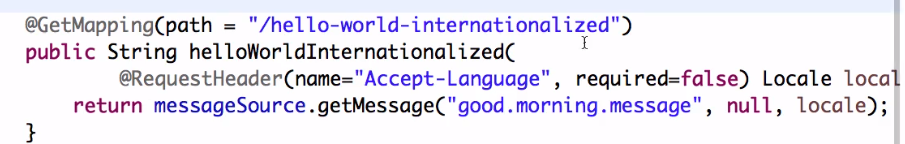 @GetMapping(path = "/hello-world-internationalized")
public String helloWorldInternationalized(
@RequestHeader(name="Accept-Language", required=false) Locale local
return messageSource.getMessage("good.morning.message", null, locale);
}